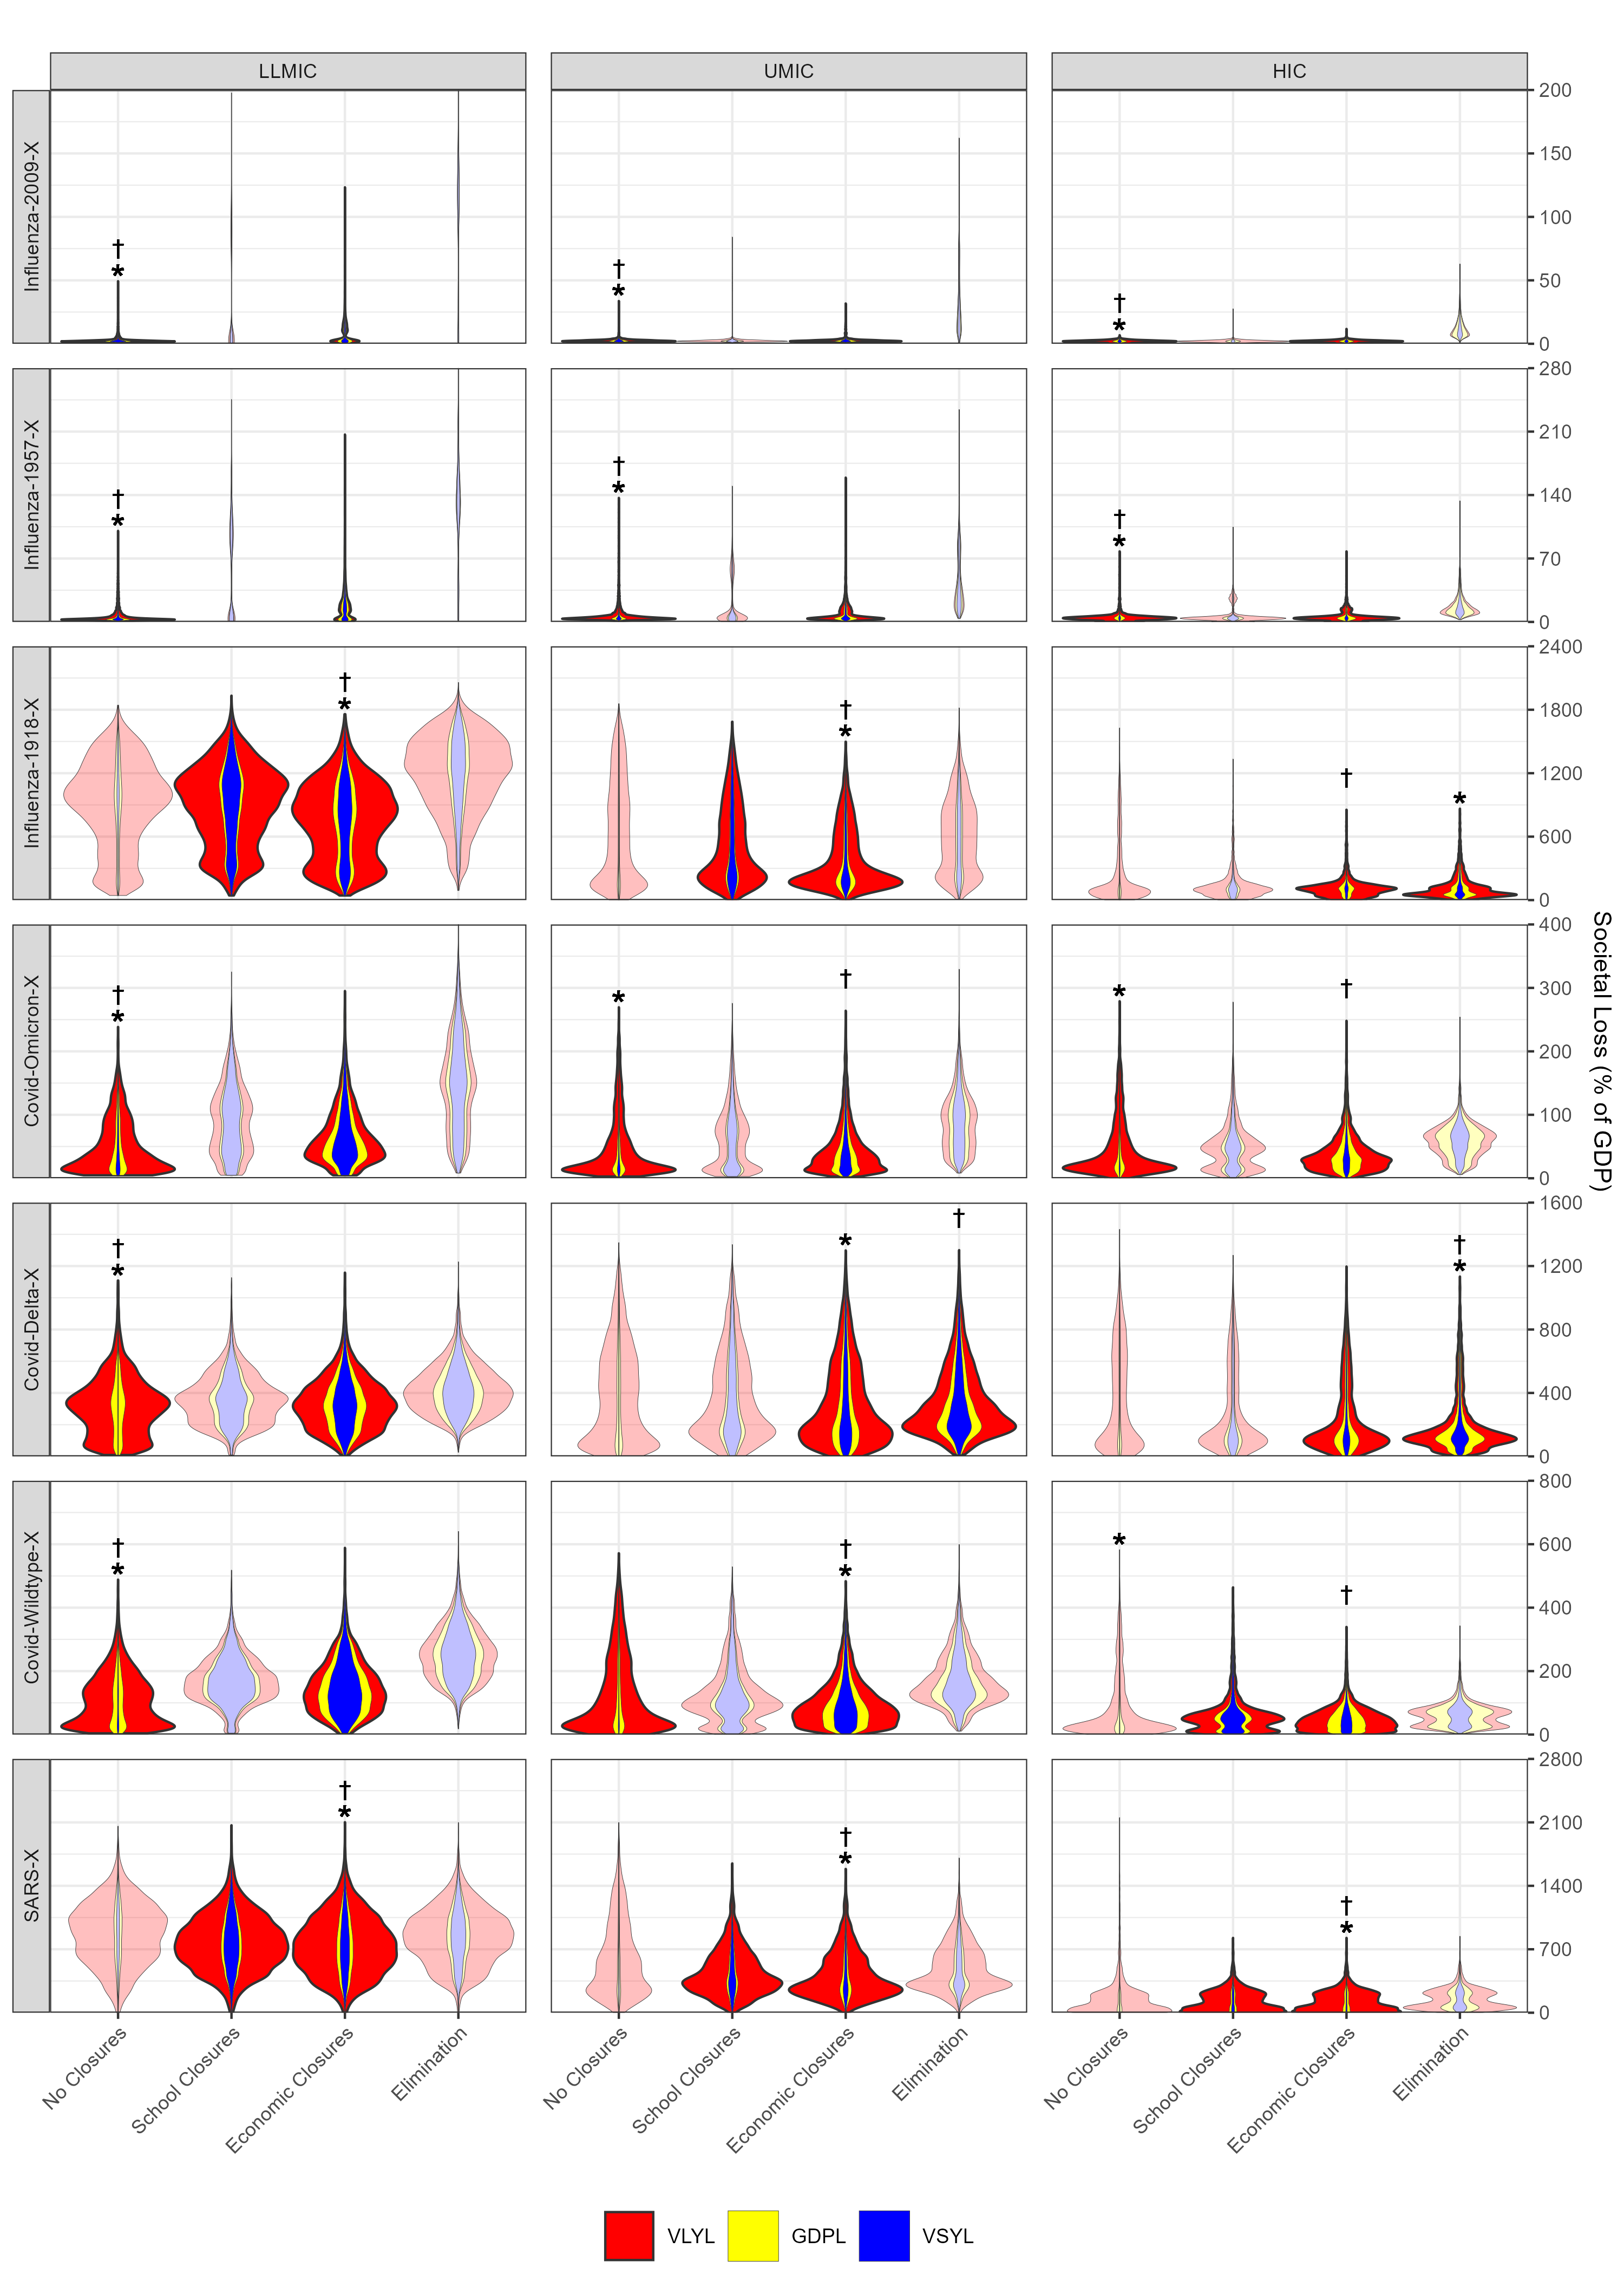 LLMIC UMIC HIC
Influenza-2009-X
† * † * † *
200
150
100
50
0
Influenza-1957-X
† * † * † *
280
210
140
70
0
Influenza-1918-X
† * † * † *
2400
1800
1200
600
0
Covid-Omicron-X
† * * † * †
400
300
200
100
0
Covid-Delta-X
† * * † † *
1600
1200
800
400
0
Covid-Wildtype-X
† * † * * †
800
600
400
200
0
SARS-X
† * † * † *
2800
2100
1400
700
0
Societal Loss (% of GDP)
No Closures School Closures Economic Closures Elimination No Closures School Closures Economic Closures Elimination No Closures School Closures Economic Closures Elimination
VLYL GDPL VSYL